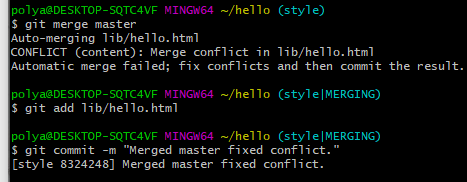 polya@DESKTOP-SQTC4VF MINGW64 ~/hello (style)
$ git merge master
Auto-merging lib/hello.html
CONFLICT (content): Merge conflict in lib/hello.html
Automatic merge failed; fix conflicts and then commit the result.
polya@DESKTOP-SQTC4VF MINGW64 ~/hello (style|MERGING)
$ git add lib/hello.html
polya@DESKTOP-SQTC4VF MINGW64 ~/hello (style|MERGING)
$ git commit -m "Merged master fixed conflict."
[style 8324248] Merged master fixed conflict.